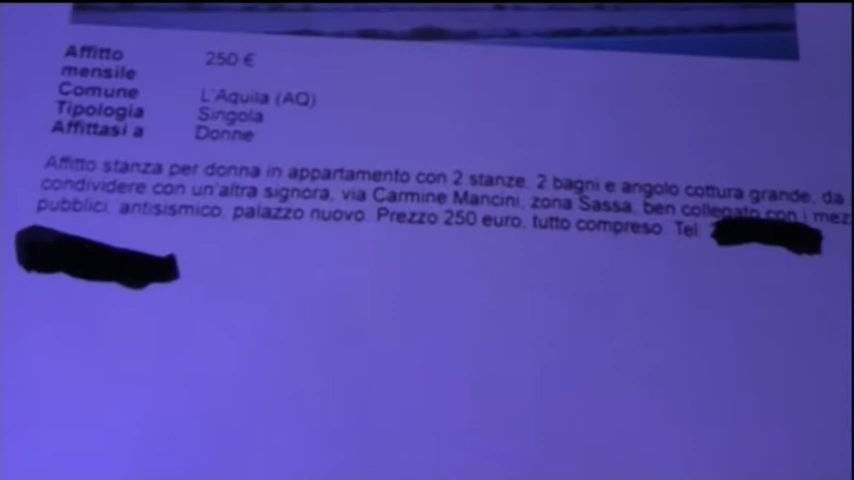 Affitto mensile 250 €
Comune L'Aquila (AQ)
Tipologia Singola
Affittasi a Donne
Affitto stanza per donna in appartamento con 2 stanze, 2 bagni e angolo cottura grande, da
condividere con un'altra signora, via Carmine Mancini, zona Sassa, ben collegato con i mez
pubblici, antisismico, palazzo nuovo. Prezzo 250 euro, tutto compreso. Tel.